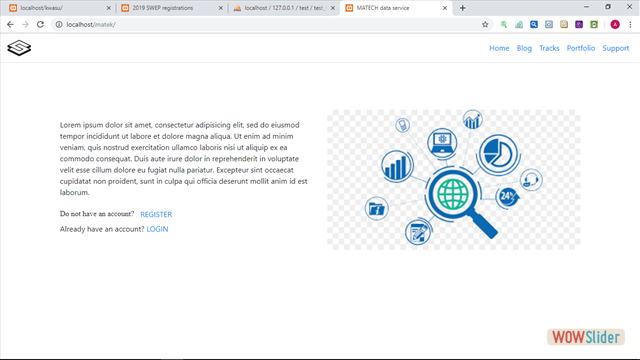 localhost/kwasu/
2019 SWEP registrations
localhost / 127.0.0.1 / test / test_
MATECH data service
localhost/matek/
Home Blog Tracks Portfolio Support
Lorem ipsum dolor sit amet, consectetur adipisicing elit, sed do eiusmod
tempor incididunt ut labore et dolore magna aliqua. Ut enim ad minim
veniam, quis nostrud exercitation ullamco laboris nisi ut aliquip ex ea
commodo consequat. Duis aute irure dolor in reprehenderit in voluptate
velit esse cillum dolore eu fugiat nulla pariatur. Excepteur sint occaecat
cupidatat non proident, sunt in culpa qui officia deserunt mollit anim id est
laborum.
Do not have an account? REGISTER
Already have an account? LOGIN
24h
WOWSlider